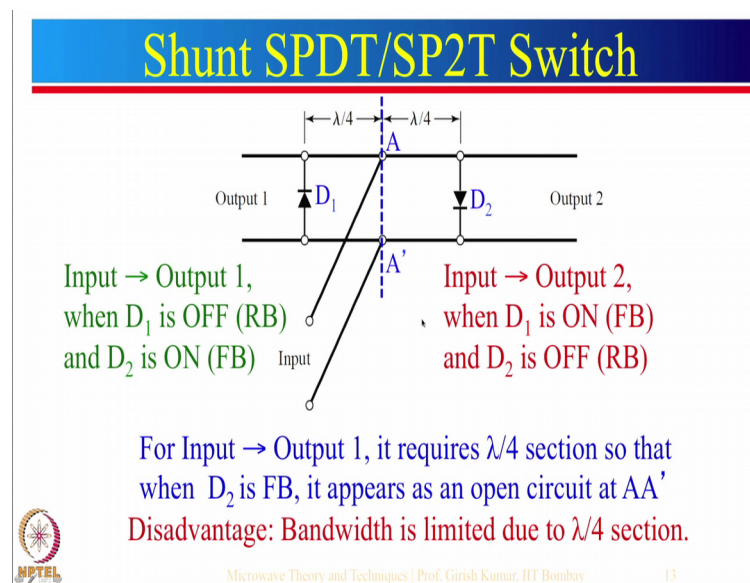 Shunt SPDT/SP2T Switch
λ/4 λ/4
A
Output 1 D1 D2 Output 2
A'
Input → Output 1,
when D1 is OFF (RB)
and D2 is ON (FB)
Input
Input → Output 2,
when D1 is ON (FB)
and D2 is OFF (RB)
For Input → Output 1, it requires λ/4 section so that
when D2 is FB, it appears as an open circuit at AA'
Disadvantage: Bandwidth is limited due to λ/4 section.
NPTEL
Microwave Theory and Techniques | Prof. Girish Kumar, IIT Bombay 13